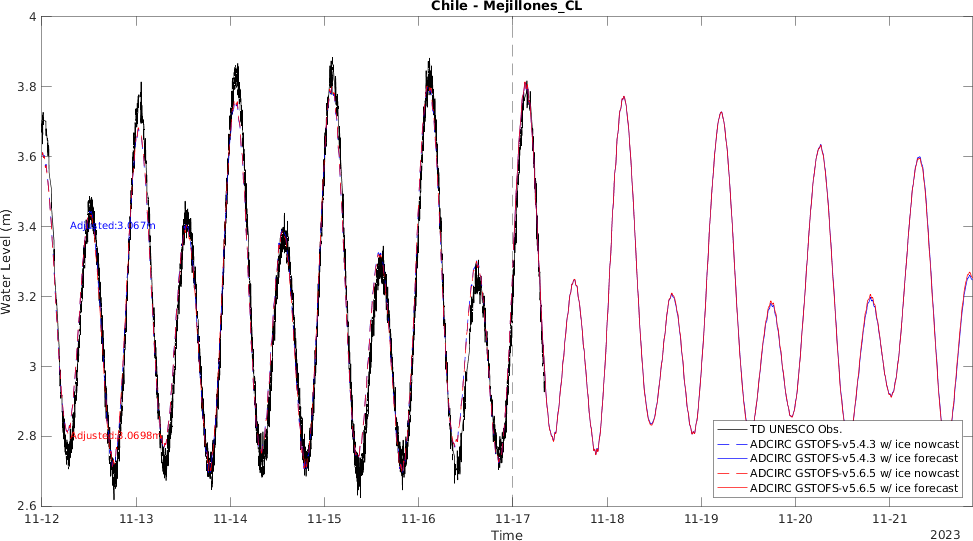 Chile - Mejillones_CL
4
3.8
3.6
3.4
3.2
3
2.8
2.6
Water Level (m)
Adjusted:3.067m
Adjusted:3.0698m
TD UNESCO Obs.
ADCIRC GSTOFS-v5.4.3 w/ ice nowcast
ADCIRC GSTOFS-v5.4.3 w/ ice forecast
ADCIRC GSTOFS-v5.6.5 w/ ice nowcast
ADCIRC GSTOFS-v5.6.5 w/ ice forecast
11-12 11-13 11-14 11-15 11-16 11-17 11-18 11-19 11-20 11-21
Time
2023